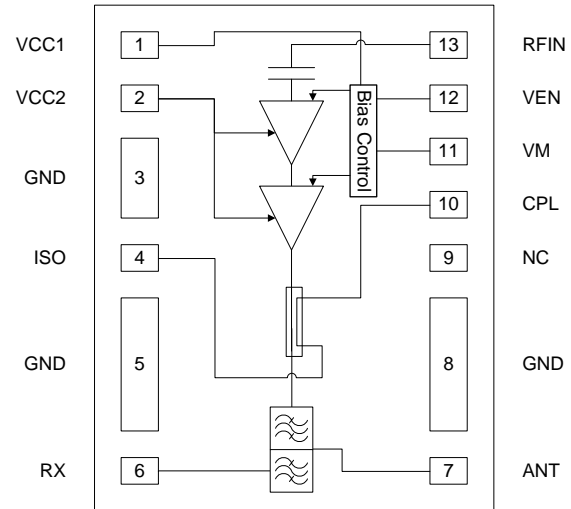 VCC1 1 13 RFIN
VCC2 2 12 VEN
Bias Control
11 VM
GND 3
10 CPL
ISO 4 9 NC
GND 5 8 GND
RX 6 7 ANT